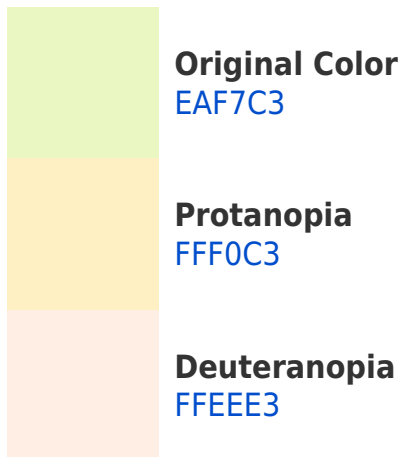 Original Color
EAF7C3
Protanopia
FFF0C3
Deuteranopia
FFEEE3